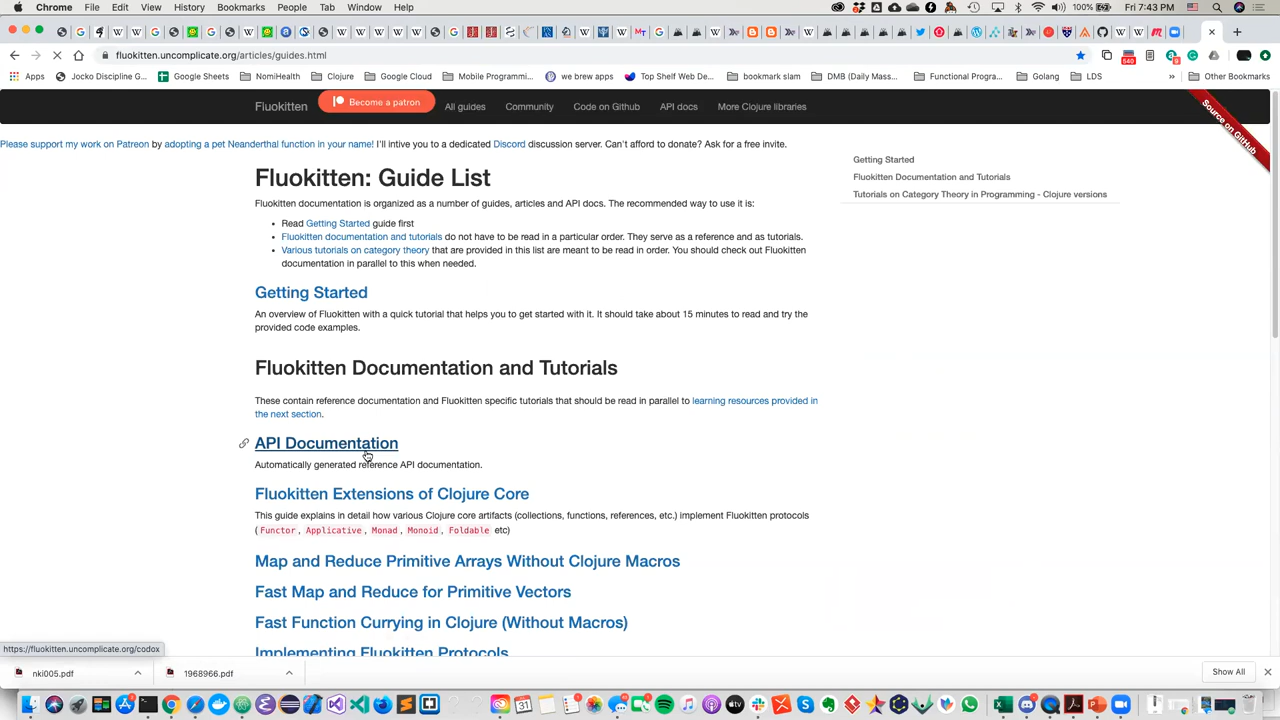 Chrome File Edit View History Bookmarks People Tab Window Help 100% Fri 7:43 PM
fluokitten.uncomplicate.org/articles/guides.html
Apps Jocko Discipline G... Google Sheets NomiHealth Clojure Google Cloud Mobile Programmi... we brew apps Top Shelf Web De... bookmark slam DMB (Daily Mass... Functional Progra... Golang LDS » Other Bookmarks
Fluokitten Become a patron All guides Community Code on Github API docs More Clojure libraries
Source on GitHub
Please support my work on Patreon by adopting a pet Neanderthal function in your name! I'll intive you to a dedicated Discord discussion server. Can't afford to donate? Ask for a free invite.
Getting Started
Fluokitten Documentation and Tutorials
Tutorials on Category Theory in Programming - Clojure versions
Fluokitten: Guide List
Fluokitten documentation is organized as a number of guides, articles and API docs. The recommended way to use it is:
• Read Getting Started guide first
• Fluokitten documentation and tutorials do not have to be read in a particular order. They serve as a reference and as tutorials.
• Various tutorials on category theory that are provided in this list are meant to be read in order. You should check out Fluokitten
documentation in parallel to this when needed.
Getting Started
An overview of Fluokitten with a quick tutorial that helps you to get started with it. It should take about 15 minutes to read and try the
provided code examples.
Fluokitten Documentation and Tutorials
These contain reference documentation and Fluokitten specific tutorials that should be read in parallel to learning resources provided in
the next section.
API Documentation
Automatically generated reference API documentation.
Fluokitten Extensions of Clojure Core
This guide explains in detail how various Clojure core artifacts (collections, functions, references, etc.) implement Fluokitten protocols
( Functor , Applicative , Monad , Monoid , Foldable etc)
Map and Reduce Primitive Arrays Without Clojure Macros
Fast Map and Reduce for Primitive Vectors
Fast Function Currying in Clojure (Without Macros)
Implementing Fluokitten Protocols
https://fluokitten.uncomplicate.org/codox
nki005.pdf 1968966.pdf Show All